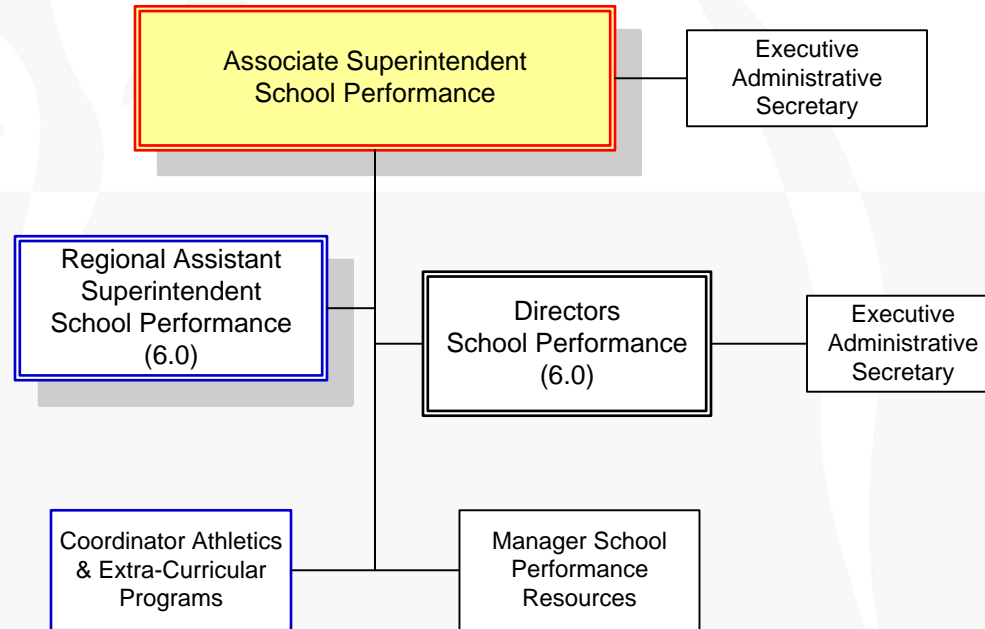 Associate Superintendent
School Performance
Executive
Administrative
Secretary
Regional Assistant
Superintendent
School Performance
(6.0)
Directors
School Performance
(6.0)
Executive
Administrative
Secretary
Coordinator Athletics
& Extra-Curricular
Programs
Manager School
Performance
Resources